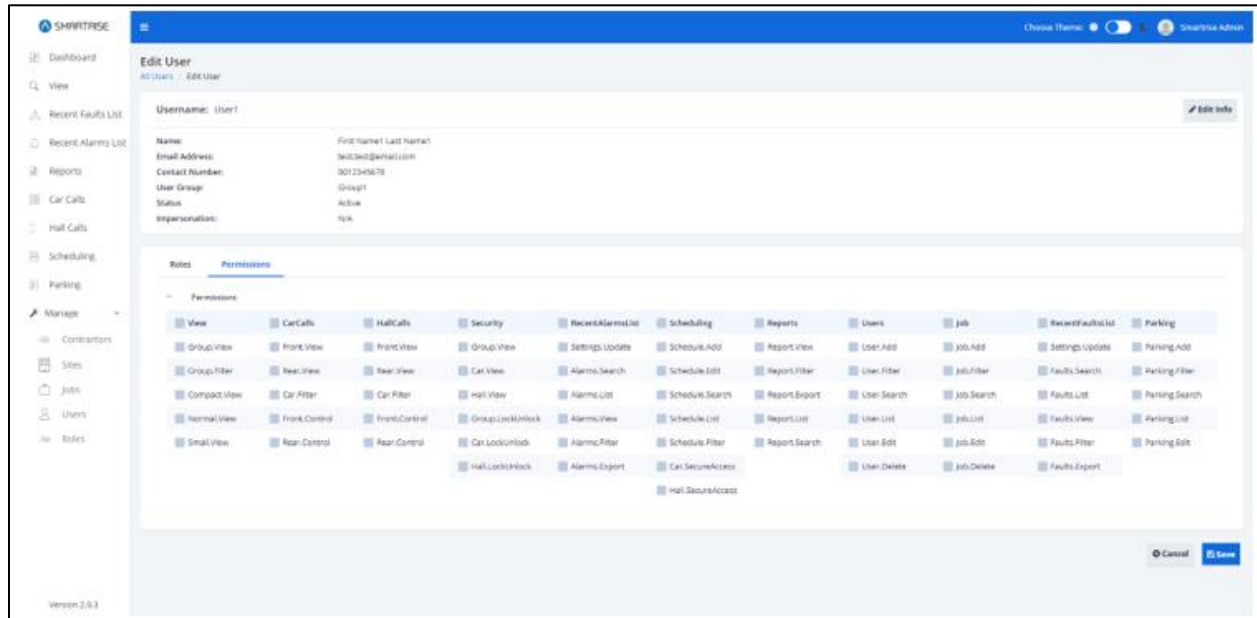 SMARTRISE
Choose Theme:
Smartrise Admin
Dashboard
View
Recent Faults List
Recent Alarms List
Reports
Car Calls
Hall Calls
Scheduling
Parking
Manage
Contractors
Sites
Jobs
Users
Roles
Version 2.0.3
Edit User
All Users / Edit User
Username: User1
Edit Info
Name: First Name1 Last Name1
Email Address: test.test@email.com
Contact Number: 8012345678
User Group: Group1
Status: Active
Impersonation: N/A
Roles Permissions
Permissions
View CarCalls HallCalls Security RecentAlarmsList Scheduling Reports Users Job RecentFaultsList Parking
Group.View Front.View Front.View Group.View Settings.Update Schedule.Add Report.View User.Add Job.Add Settings.Update Parking.Add
Group.Filter Rear.View Rear.View Car.View Alarms.Search Schedule.Edit Report.Filter User.Filter Job.Filter Faults.Search Parking.Filter
Compact.View Car.Filter Car.Filter Hall.View Alarms.List Schedule.Search Report.Export User.Search Job.Search Faults.List Parking.Search
Normal.View Front.Control Front.Control Group.LockUnlock Alarms.View Schedule.List Report.List User.List Job.List Faults.View Parking.List
Small.View Rear.Control Rear.Control Car.LockUnlock Alarms.Filter Schedule.Filter Report.Search User.Edit Job.Edit Faults.Filter Parking.Edit
Hall.LockUnlock Alarms.Export Car.SecureAccess User.Delete Job.Delete Faults.Export
Hall.SecureAccess
Cancel Save